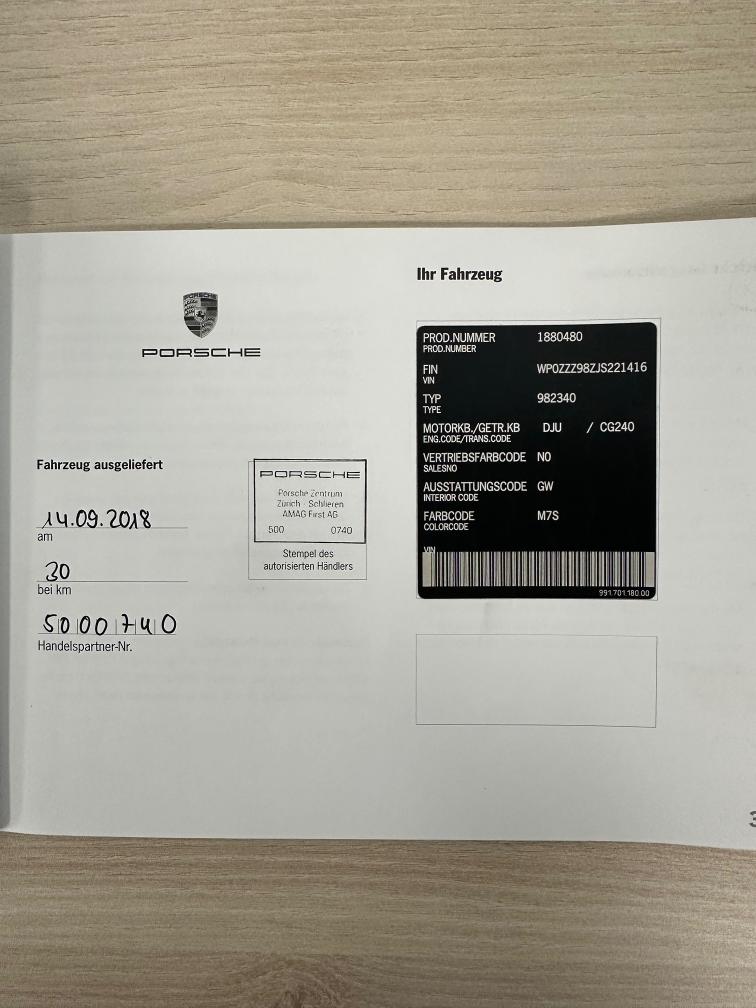 PORSCHE
Fahrzeug ausgeliefert
14.09.2018
am
30
bei km
5000740
Handelspartner-Nr.
PORSCHE
Porsche Zentrum
Zürich - Schlieren
AMAG First AG
500 0740
Stempel des
autorisierten Händlers
Ihr Fahrzeug
PROD.NUMMER 1880480
PROD.NUMBER
FIN WP0ZZZ98ZJS221416
VIN
TYP 982340
TYPE
MOTORKB./GETR.KB DJU / CG240
ENG.CODE/TRANS.CODE
VERTRIEBSFARBCODE N0
SALESNO
AUSSTATTUNGSCODE GW
INTERIOR CODE
FARBCODE M7S
COLORCODE
VIN
991.701.180.00